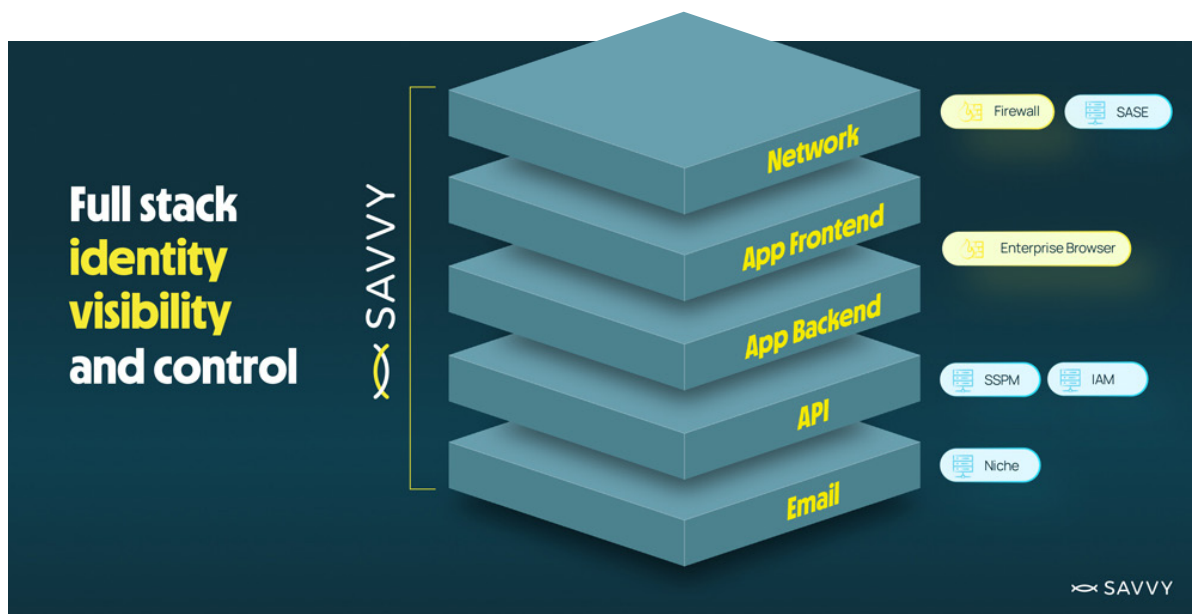 Full stack
identity
visibility
and control
SAVVY
Network
App Frontend
App Backend
API
Email
Firewall
SASE
Enterprise Browser
SSPM
IAM
Niche
SAVVY